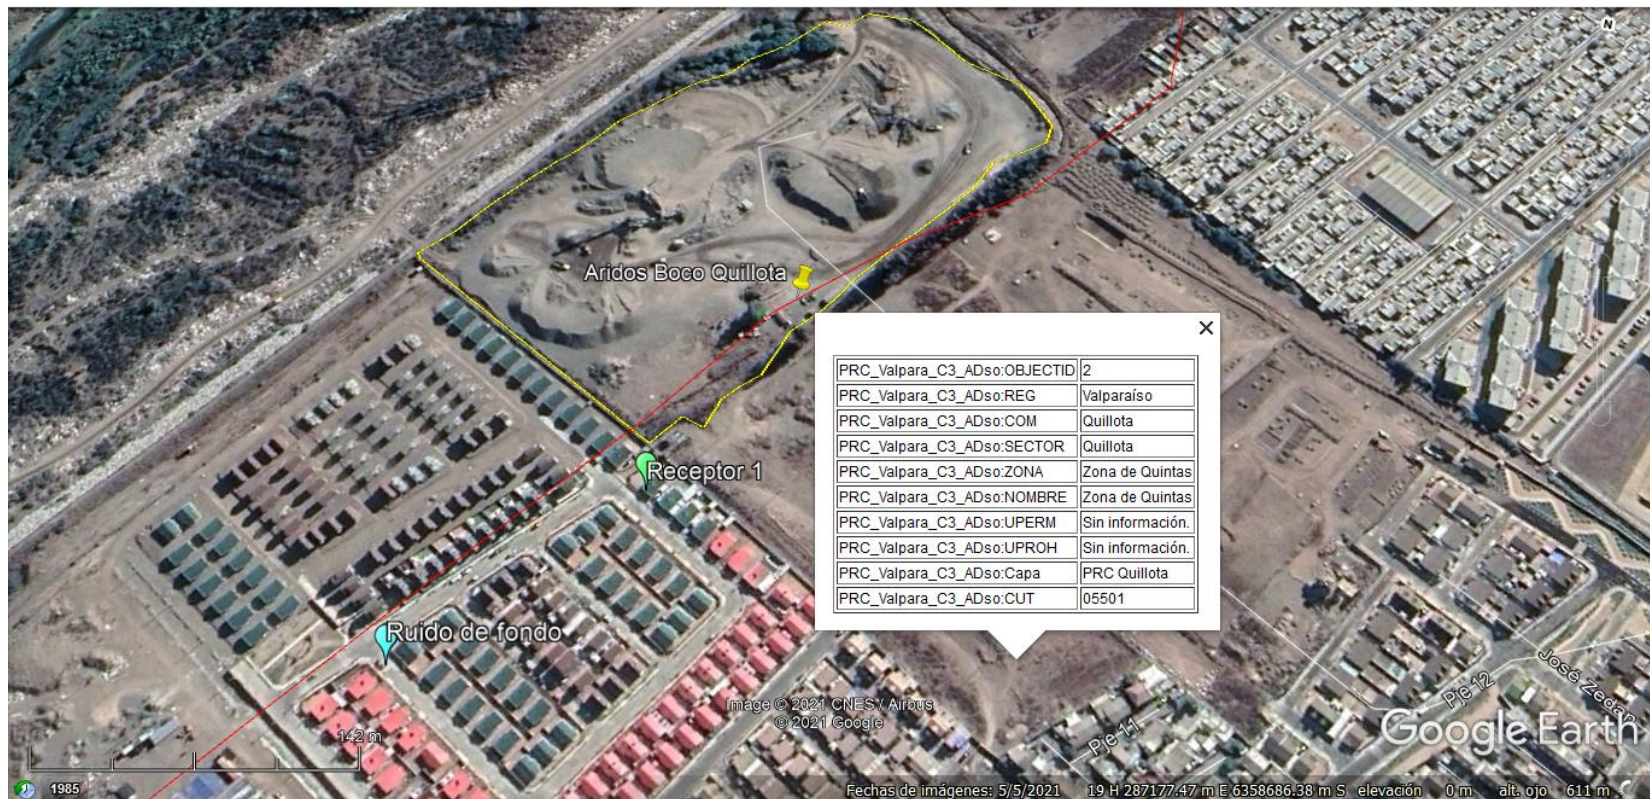 N
Aridos Boco Quillota
×
PRC_Valpara_C3_ADso:OBJECTID 2
PRC_Valpara_C3_ADso:REG Valparaíso
PRC_Valpara_C3_ADso:COM Quillota
PRC_Valpara_C3_ADso:SECTOR Quillota
PRC_Valpara_C3_ADso:ZONA Zona de Quintas
PRC_Valpara_C3_ADso:NOMBRE Zona de Quintas
PRC_Valpara_C3_ADso:UPERM Sin información.
PRC_Valpara_C3_ADso:UPROH Sin información.
PRC_Valpara_C3_ADso:Capa PRC Quillota
PRC_Valpara_C3_ADso:CUT 05501
Receptor 1
Ruido de fondo
José Zedán
Pje 12
Pje 11
Image © 2021 CNES / Airbus
© 2021 Google
Google Earth
142 m
1985
Fechas de imágenes: 5/5/2021 19 H 287177.47 m E 6358686.38 m S elevación 0 m alt. ojo 611 m